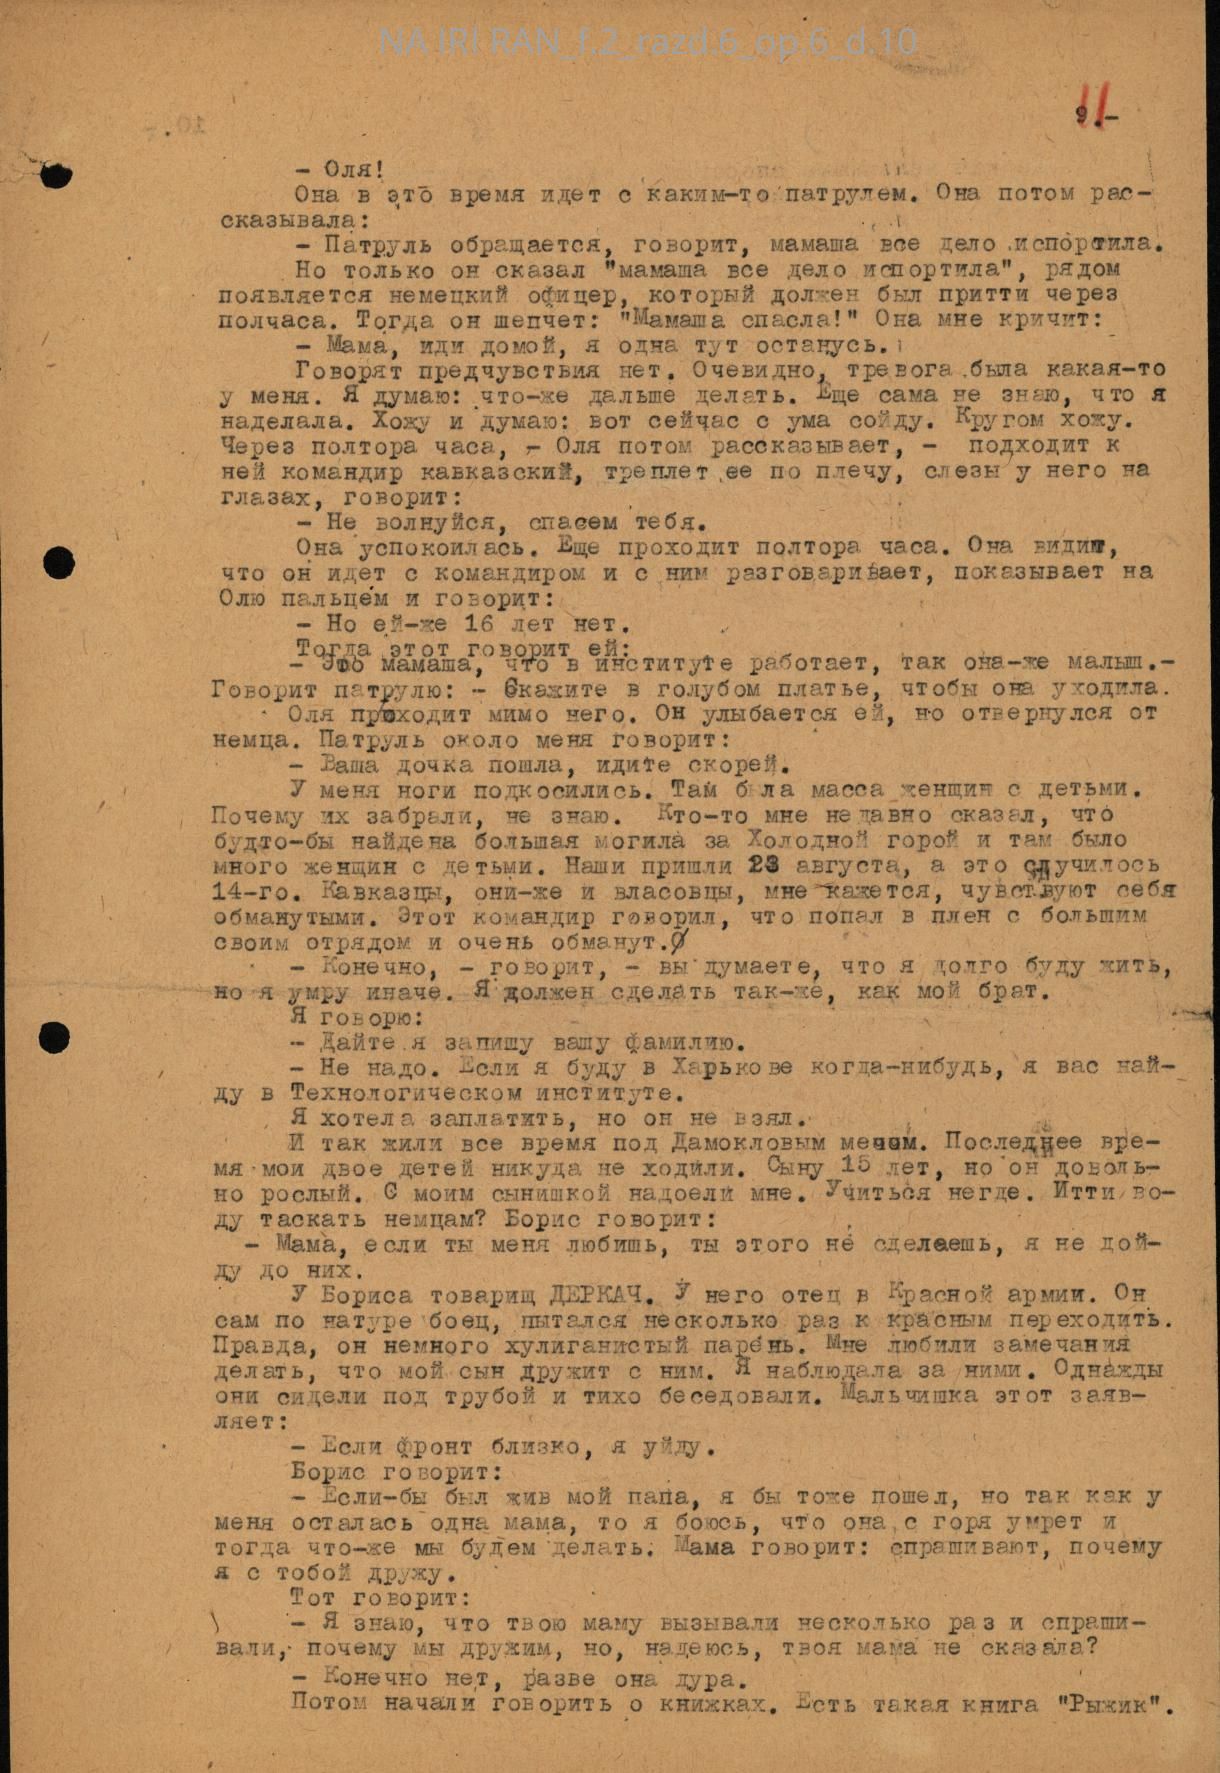 NA IRI RAN_f.2_razd.6_op.6_d.10
11
9.-
- Оля!
Она в это время идет с каким-то патрулем. Она потом рас-
сказывала:
- Патруль обращается, говорит, мамаша все дело испортила.
Но только он сказал "мамаша все дело испортила", рядом
появляется немецкий офицер, который должен был притти через
полчаса. Тогда он шепчет: "Мамаша спасла!" Она мне кричит:
- Мама, иди домой, я одна тут останусь.
Говорят предчувствия нет. Очевидно, тревога была какая-то
у меня. Я думаю: что-же дальше делать. Еще сама не знаю, что я
наделала. Хожу и думаю: вот сейчас с ума сойду. Кругом хожу.
Через полтора часа, - Оля потом рассказывает, - подходит к
ней командир кавказский, треплет ее по плечу, слезы у него на
глазах, говорит:
- Не волнуйся, спасем тебя.
Она успокоилась. Еще проходит полтора часа. Она видит,
что он идет с командиром и с ним разговаривает, показывает на
Олю пальцем и говорит:
- Но ей-же 16 лет нет.
Тогда этот говорит ей:
- Это мамаша, что в институте работает, так она-же малыш.-
Говорит патрулю: - Скажите в голубом платье, чтобы она уходила.
Оля проходит мимо него. Он улыбается ей, но отвернулся от
немца. Патруль около меня говорит:
- Ваша дочка пошла, идите скорей.
У меня ноги подкосились. Там была масса женщин с детьми.
Почему их забрали, не знаю. Кто-то мне недавно сказал, что
будто-бы найдена большая могила за Холодной горой и там было
много женщин с детьми. Наши пришли 23 августа, а это случилось
14-го. Кавказцы, они-же и власовцы, мне кажется, чувствуют себя
обманутыми. Этот командир говорил, что попал в плен с большим
своим отрядом и очень обманут.
- Конечно, - говорит, - вы думаете, что я долго буду жить,
но я умру иначе. Я должен сделать так-же, как мой брат.
Я говорю:
- Дайте я запишу вашу фамилию.
- Не надо. Если я буду в Харькове когда-нибудь, я вас най-
ду в Технологическом институте.
Я хотела заплатить, но он не взял.
И так жили все время под Дамокловым мечом. Последнее вре-
мя мои двое детей никуда не ходили. Сыну 15 лет, но он доволь-
но рослый. С моим сынишкой надоели мне. Учиться негде. Итти во-
ду таскать немцам? Борис говорит:
- Мама, если ты меня любишь, ты этого не сделаешь, я не дой-
ду до них.
У Бориса товарищ ДЕРКАЧ. У него отец в Красной армии. Он
сам по натуре боец, пытался несколько раз к красным переходить.
Правда, он немного хулиганистый парень. Мне любили замечания
делать, что мой сын дружит с ним. Я наблюдала за ними. Однажды
они сидели под трубой и тихо беседовали. Мальчишка этот заяв-
ляет:
- Если фронт близко, я уйду.
Борис говорит:
- Если-бы был жив мой папа, я бы тоже пошел, но так как у
меня осталась одна мама, то я боюсь, что она с горя умрет и
тогда что-же мы будем делать. Мама говорит: спрашивают, почему
я с тобой дружу.
Тот говорит:
- Я знаю, что твою маму вызывали несколько раз и спраши-
вали, почему мы дружим, но, надеюсь, твоя мама не сказала?
- Конечно нет, разве она дура.
Потом начали говорить о книжках. Есть такая книга "Рыжик".